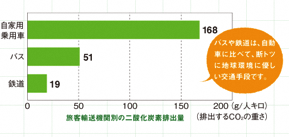 自家用
乗用車
168
バス
51
鉄道
19
0
50
100
150
200 (g/人キロ)
(排出するCO₂の重さ)
旅客輸送機関別の二酸化炭素排出量
バスや鉄道は、自動
車に比べて、断トツ
に地球環境に優し
い交通手段です。